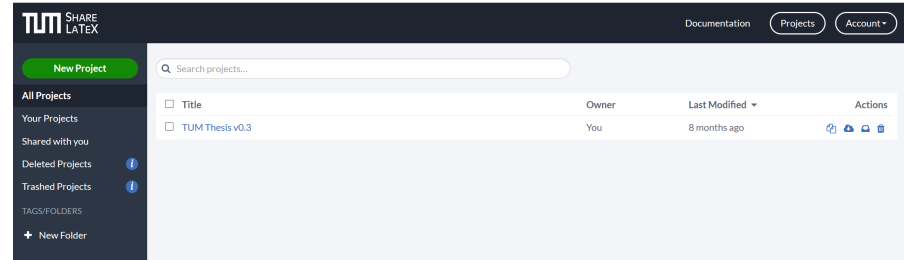 TUM SHARE LATEX
Documentation Projects Account
New Project
Search projects...
All Projects
Title Owner Last Modified Actions
Your Projects
TUM Thesis v0.3 You 8 months ago
Shared with you
Deleted Projects i
Trashed Projects i
TAGS/FOLDERS
+ New Folder